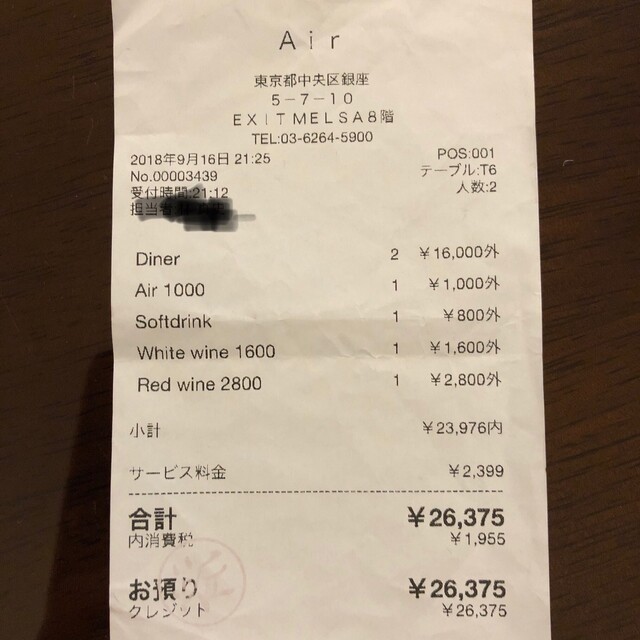 Air
東京都中央区銀座
5-7-10
EXITMELSA8階
TEL:03-6264-5900
2018年9月16日 21:25 POS:001
No.00003439 テーブル:T6
受付時間:21:12 人数:2
担当者
Diner 2 ¥16,000外
Air 1000 1 ¥1,000外
Softdrink 1 ¥800外
White wine 1600 1 ¥1,600外
Red wine 2800 1 ¥2,800外
小計 ¥23,976内
サービス料金 ¥2,399
合計 ¥26,375
内消費税 ¥1,955
お預り ¥26,375
クレジット ¥26,375